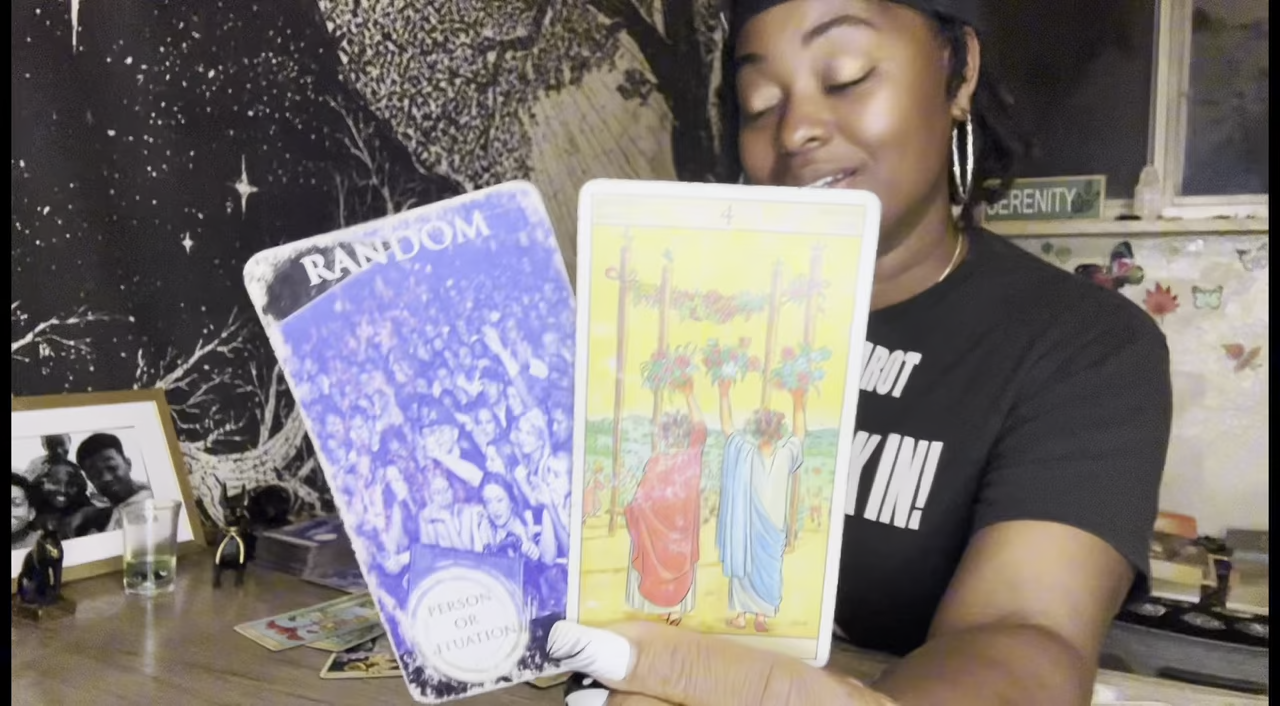 RANDOM
4
SERENITY
PERSON
OR
SITUATION
AROT
K IN!